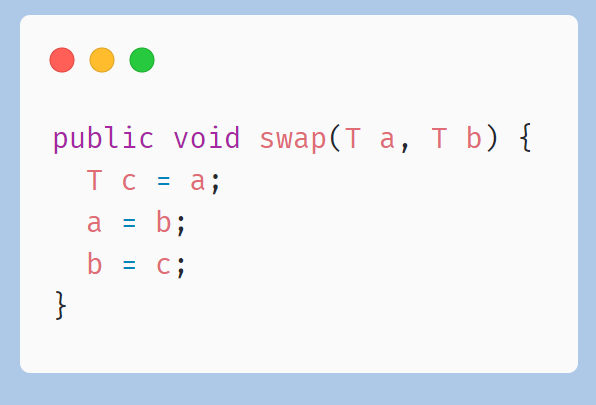 public void swap(T a, T b) {
  T c = a;
  a = b;
  b = c;
}